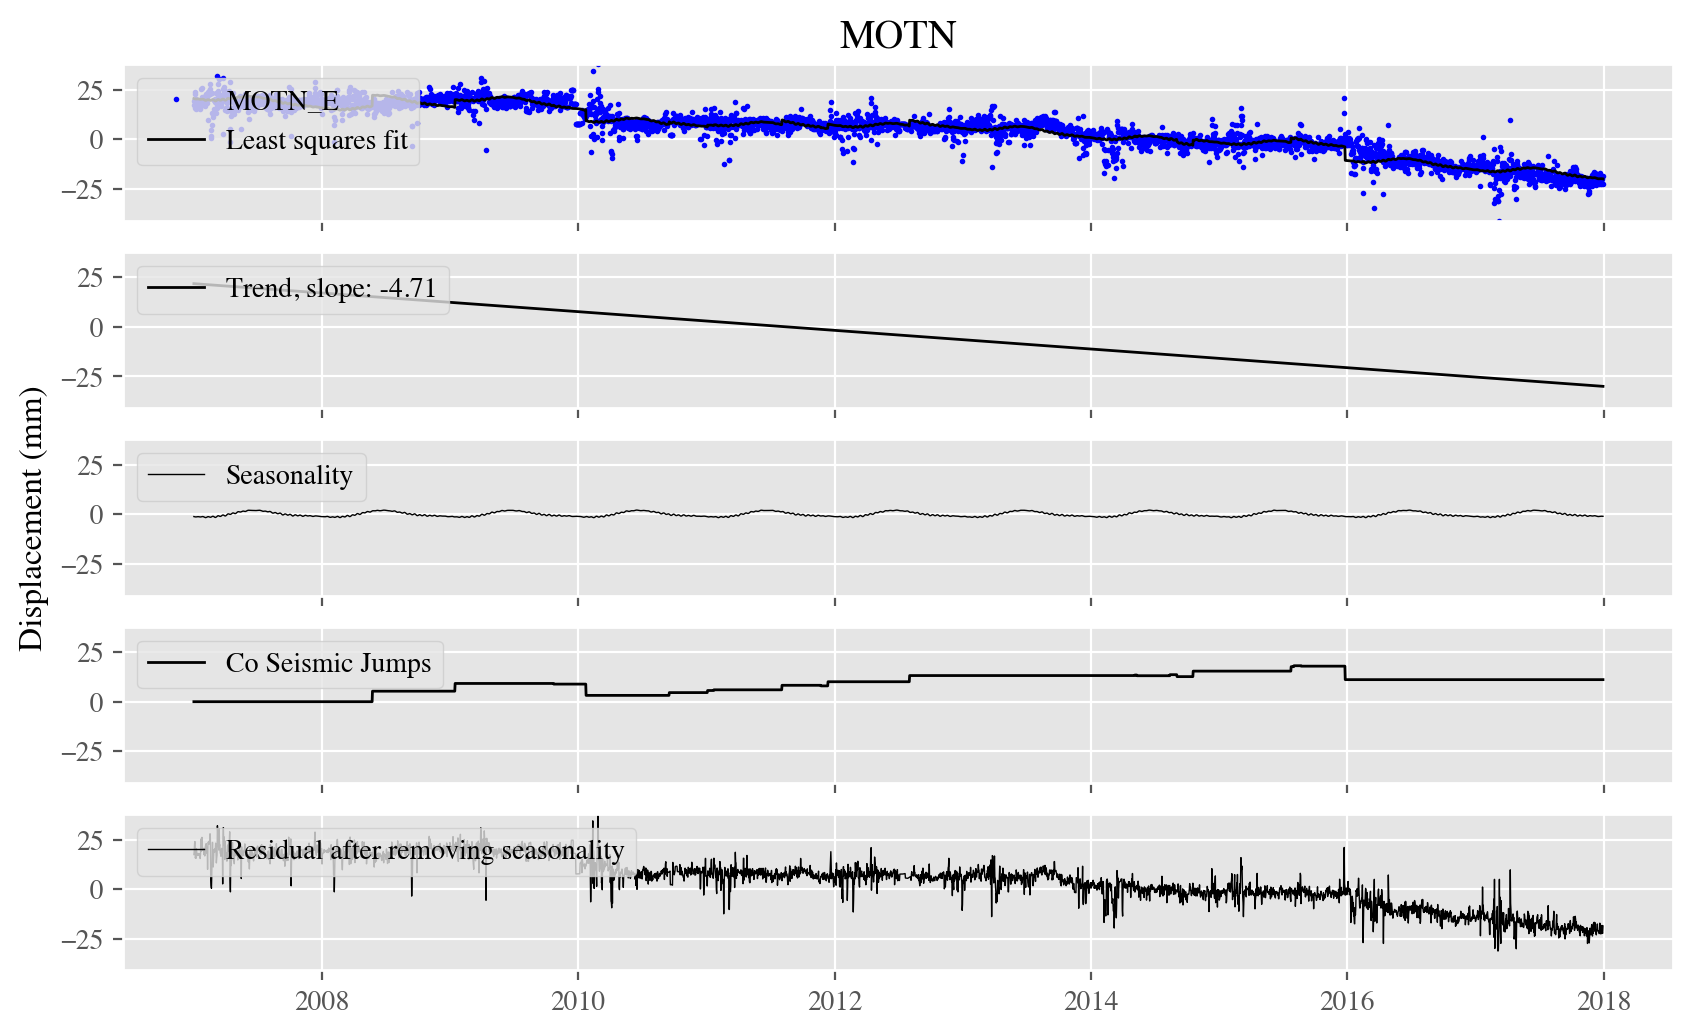 MOTN
25
0
−25
MOTN_E
Least squares fit
25
0
−25
Trend, slope: -4.71
Displacement (mm)
25
0
−25
Seasonality
25
0
−25
Co Seismic Jumps
25
0
−25
Residual after removing seasonality
2008 2010 2012 2014 2016 2018